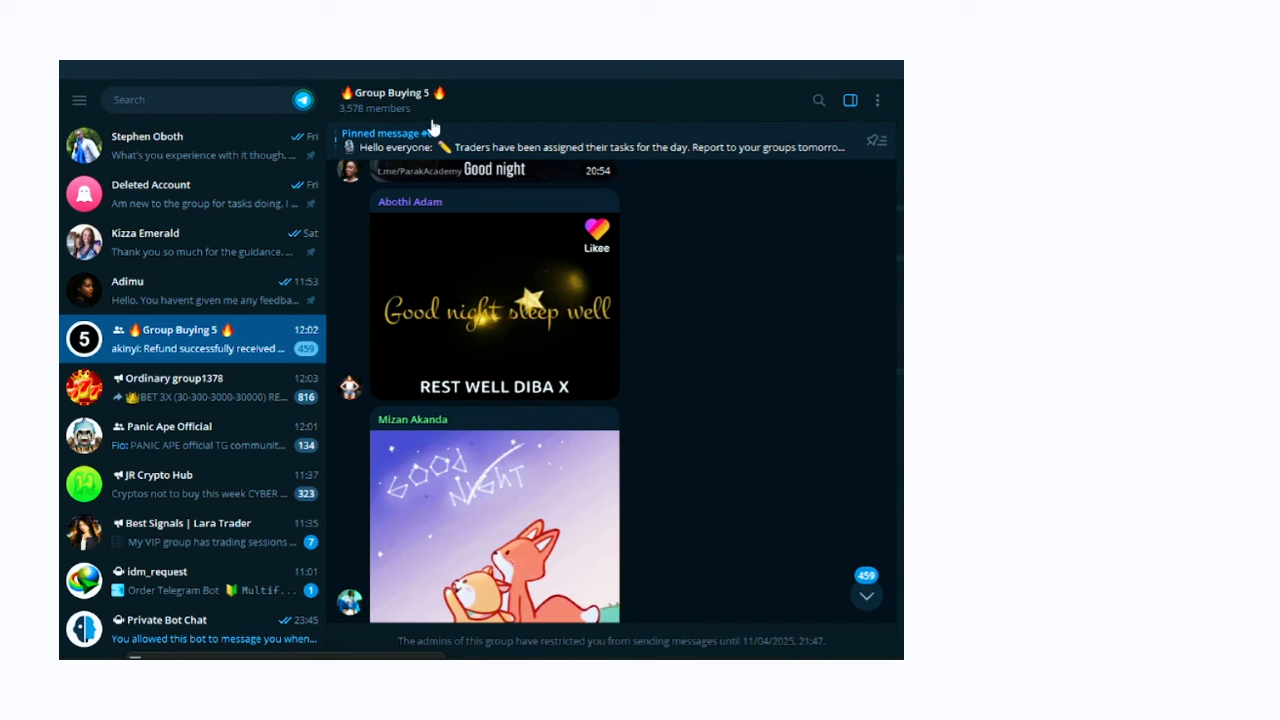 Search
Stephen Oboth
Fri
What's you experience with it though. ...
Deleted Account
Fri
Am new to the group for tasks doing. I ...
Kizza Emerald
Sat
Thank you so much for the guidance. ...
Adimu
11:53
Hello. You havent given me any feedba...
5
🔥Group Buying 5 🔥
12:02
akinyi: Refund successfully received ...
459
Ordinary group1378
12:03
👑BET 3X (30-300-3000-30000) RE...
816
Panic Ape Official
12:01
Fio: PANIC APE official TG communit...
134
JR Crypto Hub
11:37
Cryptos not to buy this week CYBER ...
323
Best Signals | Lara Trader
11:35
My VIP group has trading sessions ...
7
idm_request
11:01
Order Telegram Bot 🔰 Multif...
1
Private Bot Chat
23:45
You allowed this bot to message you when...
🔥Group Buying 5 🔥
3,578 members
Pinned message
Hello everyone: ✏️ Traders have been assigned their tasks for the day. Report to your groups tomorro...
t.me/ParakAcademy Good night
20:54
Abothi Adam
Likee
Good night sleep well
REST WELL DIBA X
Mizan Akanda
GOOD
NIGHT
459
The admins of this group have restricted you from sending messages until 11/04/2025, 21:47.